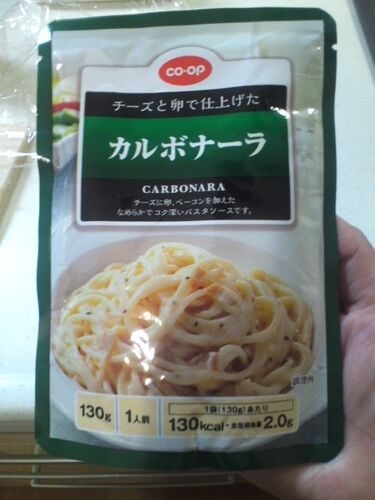 CO·OP
チーズと卵で仕上げた
カルボナーラ
CARBONARA
チーズに卵、ベーコンを加えた
なめらかでコク深いパスタソースです。
調理例
130g 1人前
1袋(130g)あたり
130kcal・食塩相当量2.0g